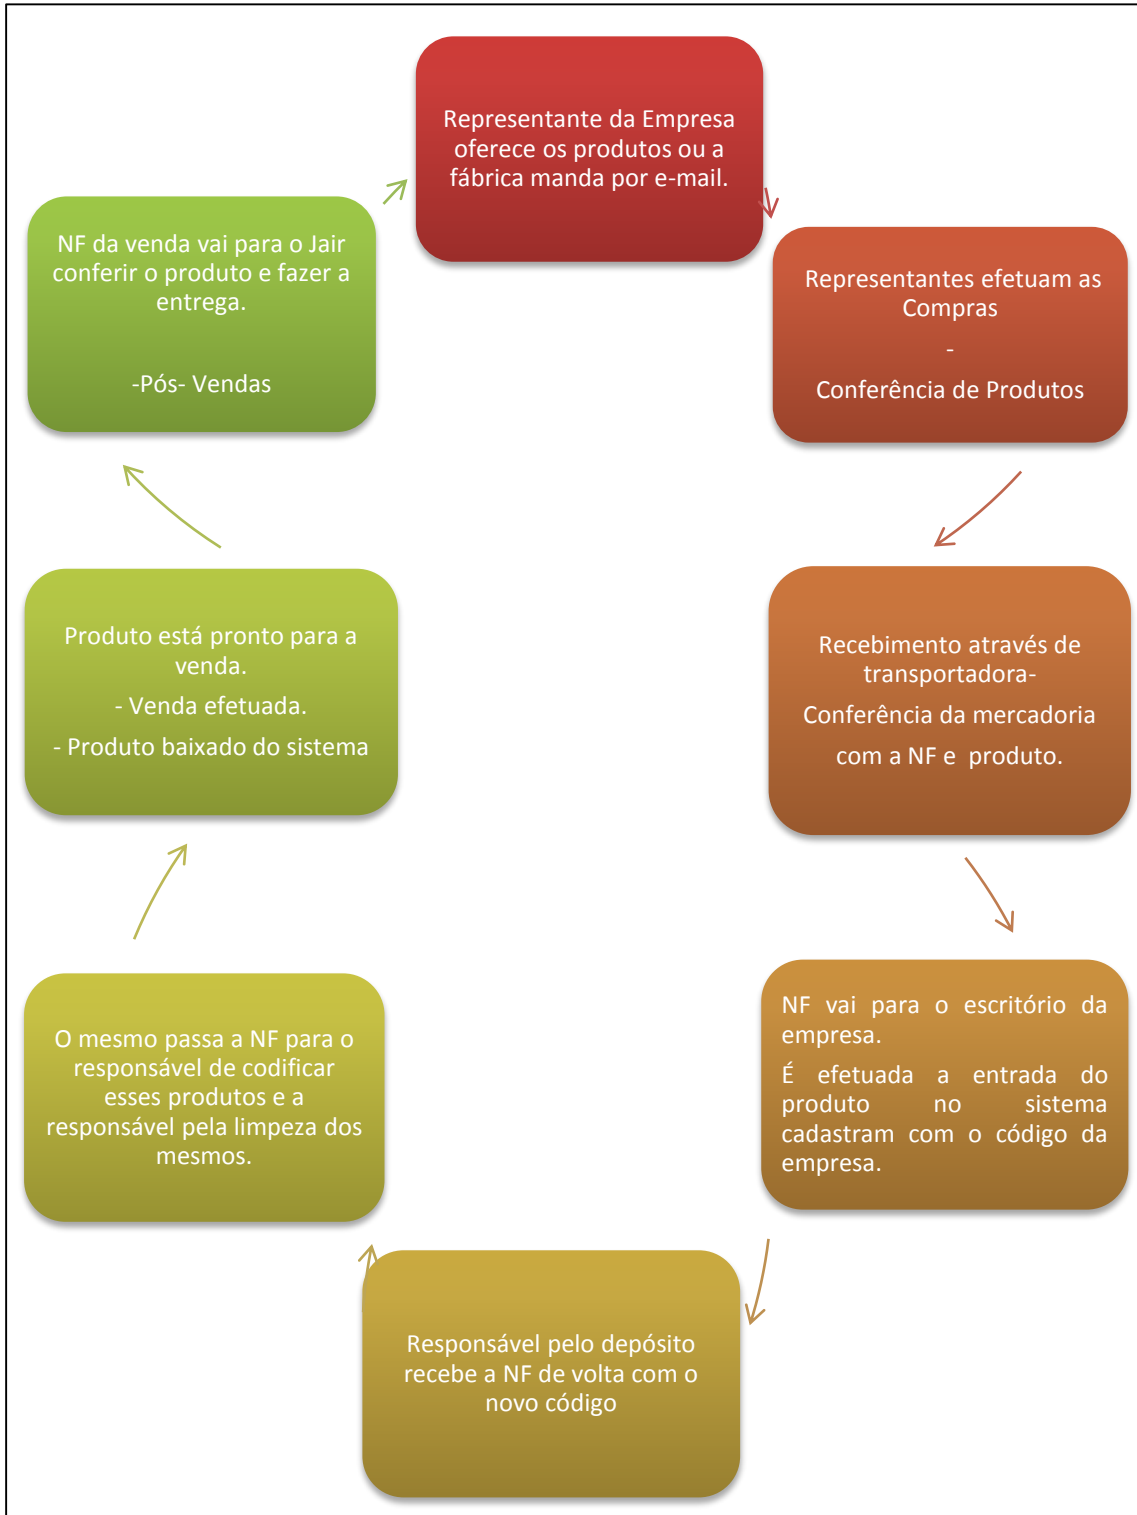 Representante da Empresa
oferece os produtos ou a
fábrica manda por e-mail.
Representantes efetuam as
Compras
-
Conferência de Produtos
Recebimento através de
transportadora-
Conferência da mercadoria
com a NF e  produto.
NF vai para o escritório da
empresa.
É efetuada a entrada do
produto no sistema
cadastram com o código da
empresa.
Responsável pelo depósito
recebe a NF de volta com o
novo código
O mesmo passa a NF para o
responsável de codificar
esses produtos e a
responsável pela limpeza dos
mesmos.
Produto está pronto para a
venda.
- Venda efetuada.
- Produto baixado do sistema
NF da venda vai para o Jair
conferir o produto e fazer a
entrega.
-Pós- Vendas